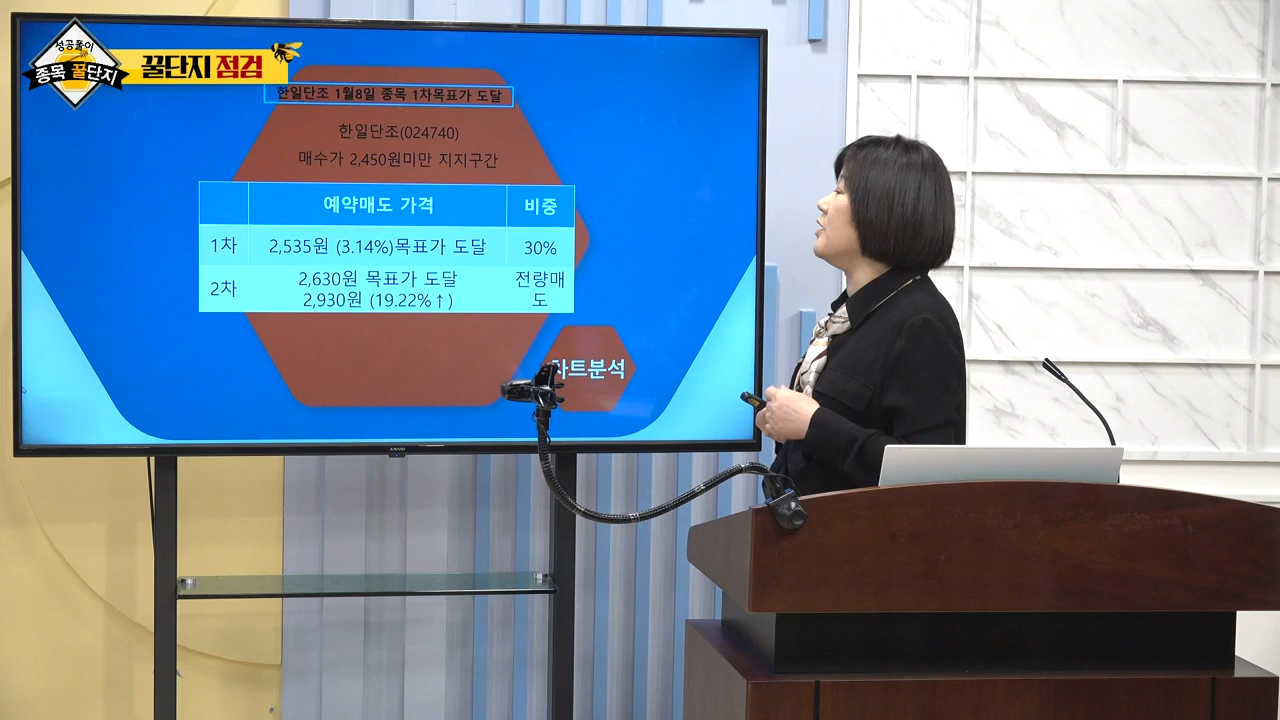 성공쭐이
종목 꿀단지
꿀단지 점검
한일단조 1월8일 종목 1차목표가 도달
한일단조(024740)
매수가 2,450원미만 지지구간
예약매도 가격
비중
1차
2,535원 (3.14%)목표가 도달
30%
2차
2,630원 목표가 도달
2,930원 (19.22%↑)
전량매
도
차트분석